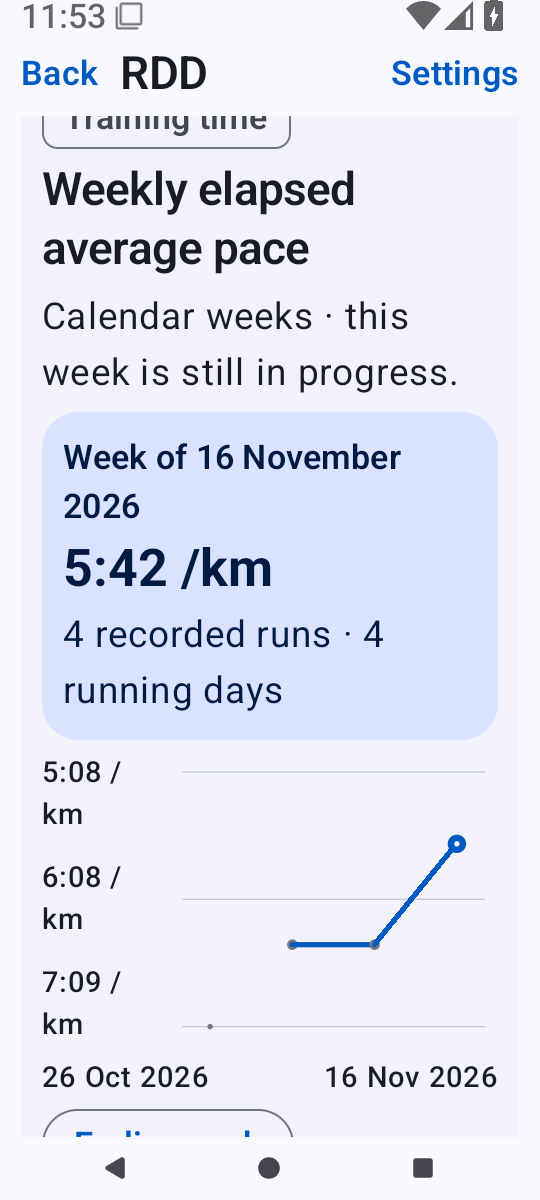 11:53
Back RDD Settings
Training time
Weekly elapsed
average pace
Calendar weeks · this
week is still in progress.
Week of 16 November
2026
5:42 /km
4 recorded runs · 4
running days
5:08 /
km
6:08 /
km
7:09 /
km
26 Oct 2026 16 Nov 2026